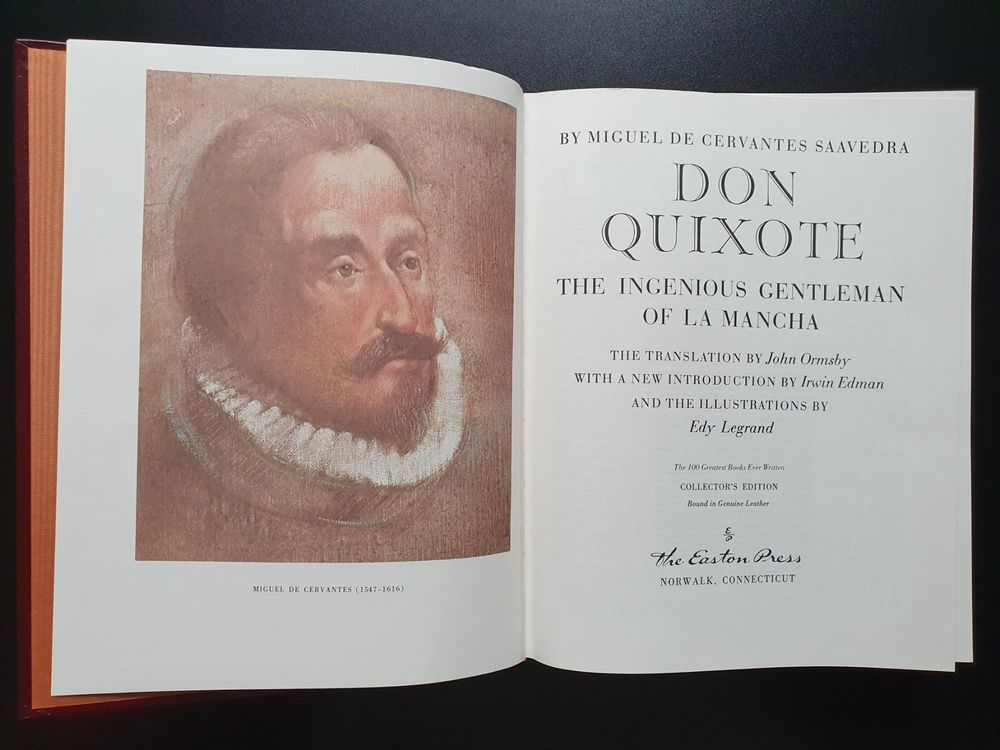 MIGUEL DE CERVANTES (1547-1616)
BY MIGUEL DE CERVANTES SAAVEDRA
DON
QUIXOTE
THE INGENIOUS GENTLEMAN
OF LA MANCHA
THE TRANSLATION BY John Ormsby
WITH A NEW INTRODUCTION BY Irwin Edman
AND THE ILLUSTRATIONS BY
Edy Legrand
The 100 Greatest Books Ever Written
COLLECTOR'S EDITION
Bound in Genuine Leather
The Easton Press
NORWALK, CONNECTICUT